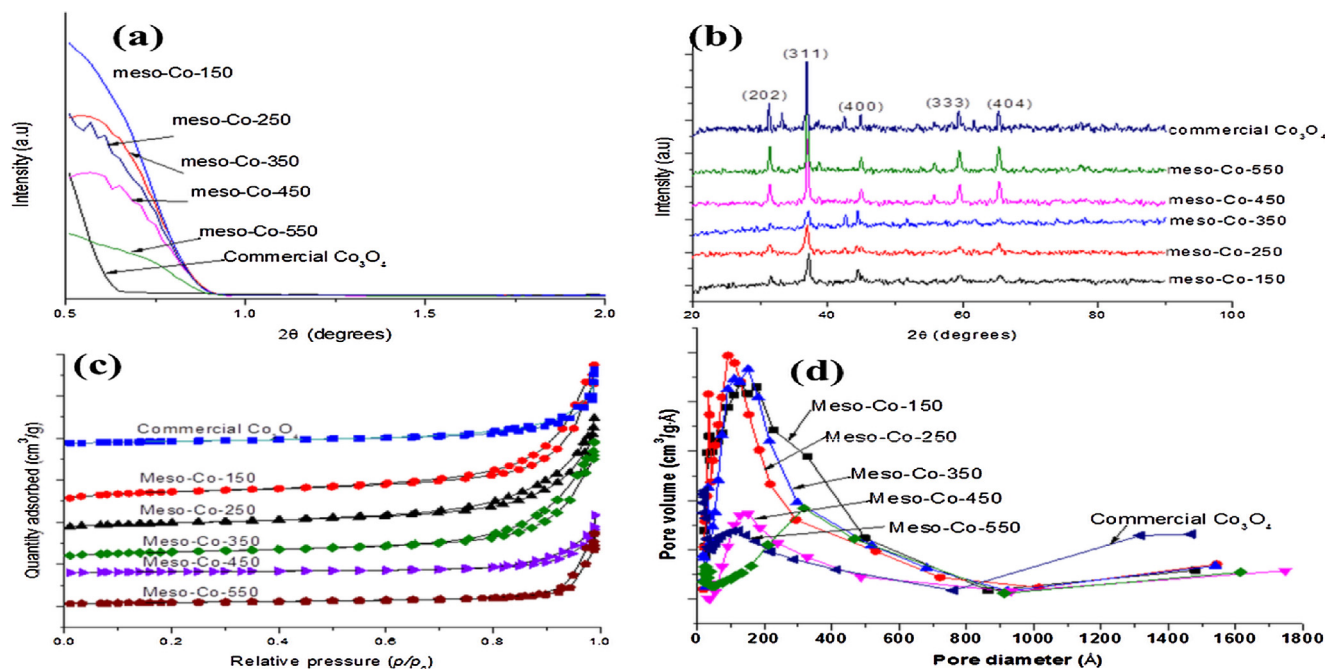 (a)
meso-Co-150
meso-Co-250
meso-Co-350
meso-Co-450
meso-Co-550
Commercial Co₃O₄
Intensity (a.u)
0.5
1.0
1.5
2.0
2θ (degrees)
(b)
(311)
(202)
(400)
(333)
(404)
commercial Co₃O₄
meso-Co-550
meso-Co-450
meso-Co-350
meso-Co-250
meso-Co-150
Intensity (a.u)
20
40
60
80
100
2θ (degrees)
(c)
Commercial Co₃O₄
Meso-Co-150
Meso-Co-250
Meso-Co-350
Meso-Co-450
Meso-Co-550
Quantity adsorbed (cm³/g)
0.0
0.2
0.4
0.6
0.8
1.0
Relative pressure (p/p₀)
(d)
Meso-Co-150
Meso-Co-250
Meso-Co-350
Meso-Co-450
Meso-Co-550
Commercial Co₃O₄
Pore volume (cm³/g·Å)
0
200
400
600
800
1000
1200
1400
1600
1800
Pore diameter (Å)